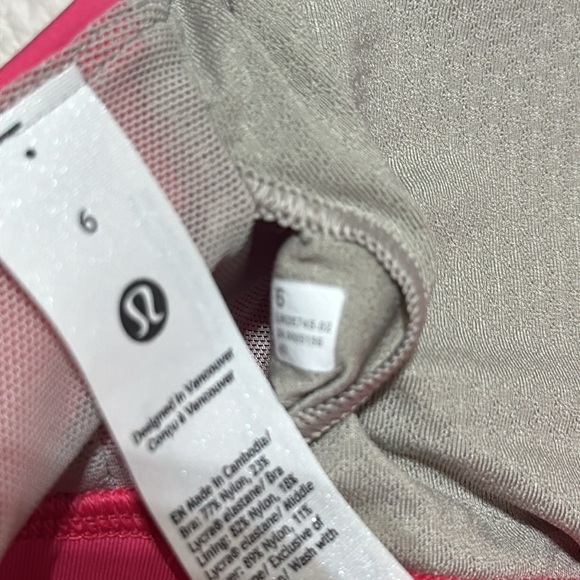 6
Designed in Vancouver
Conçu à Vancouver
EN Made in Cambodia/
Bra: 77% Nylon, 23%
Lycra® elastane/ Bra
Lining: 82% Nylon, 18%
Lycra® elastane/ Middle
89% Nylon, 11%
elastane/ Exclusive of
Wash with
6